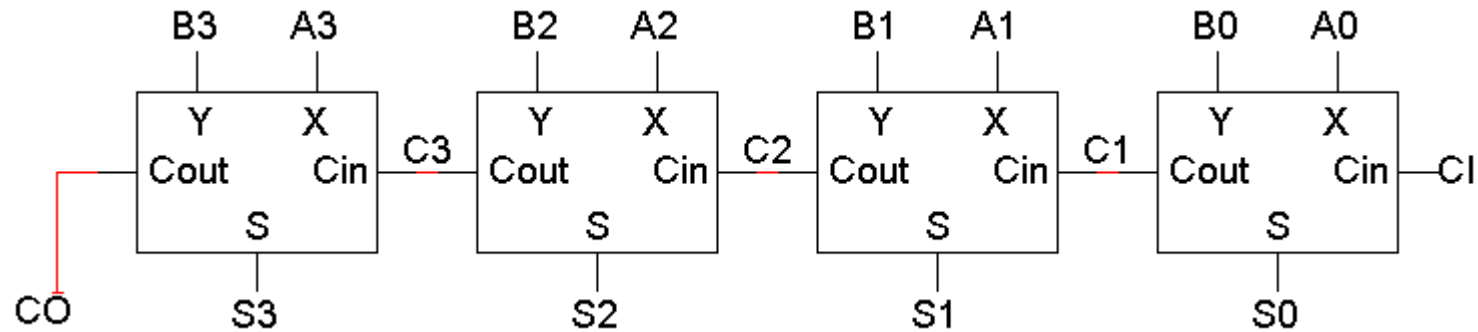 B3 A3 B2 A2 B1 A1 B0 A0
Y X Y X Y X Y X
C3 C2 C1
Cout Cin Cout Cin Cout Cin Cout Cin CI
S S S S
CO S3 S2 S1 S0